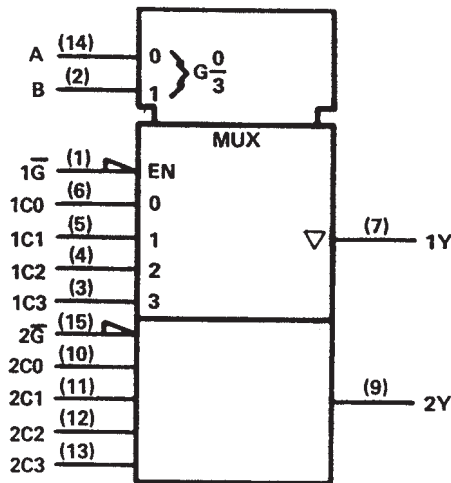 A (14) 0 } G 0/3
B (2) 1
MUX
1G̅ (1) EN
1C0 (6) 0
1C1 (5) 1
1C2 (4) 2
1C3 (3) 3
▽ (7) 1Y
2G̅ (15)
2C0 (10)
2C1 (11)
2C2 (12)
2C3 (13)
(9) 2Y